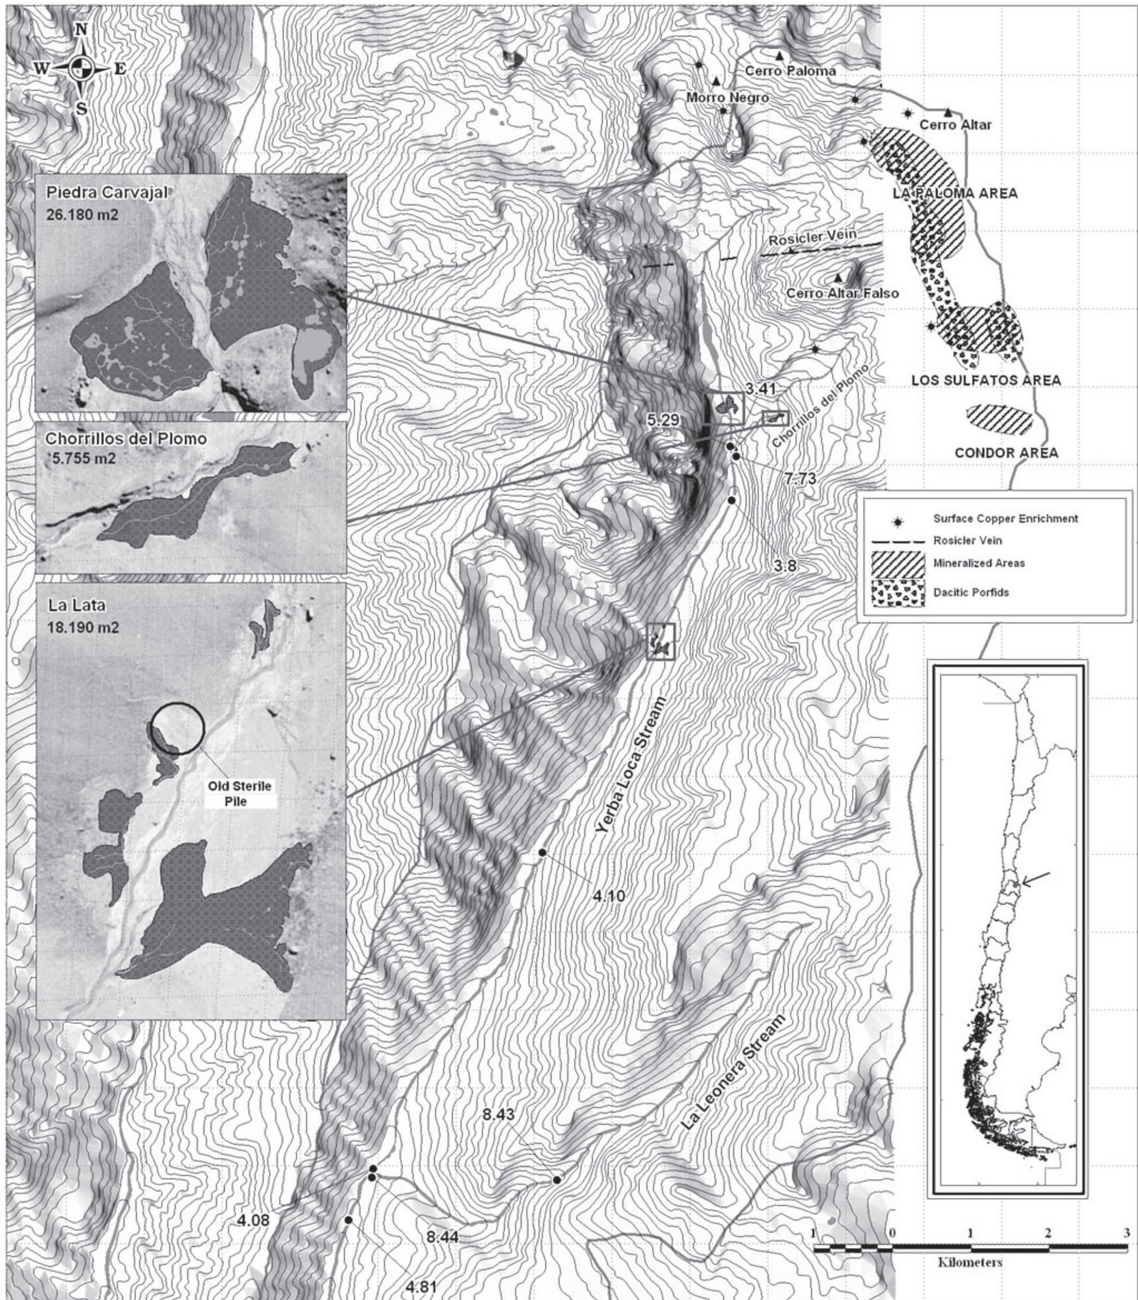 N
W E
S
Cerro Paloma
Morro Negro
Cerro Altar
LA PALOMA AREA
Piedra Carvajal
26.180 m2
Rosicler Vein
Cerro Altar Falso
LOS SULFATOS AREA
3.41
5.29
Chorrillos del Plomo
CONDOR AREA
Chorrillos del Plomo
5.755 m2
7.73
3.8
Surface Copper Enrichment
Rosicler Vein
Mineralized Areas
Dacitic Porfids
La Lata
18.190 m2
Old Sterile
Pile
Yerba Loca Stream
4.10
La Leonera Stream
8.43
4.08
8.44
4.81
1 0 1 2 3
Kilometers